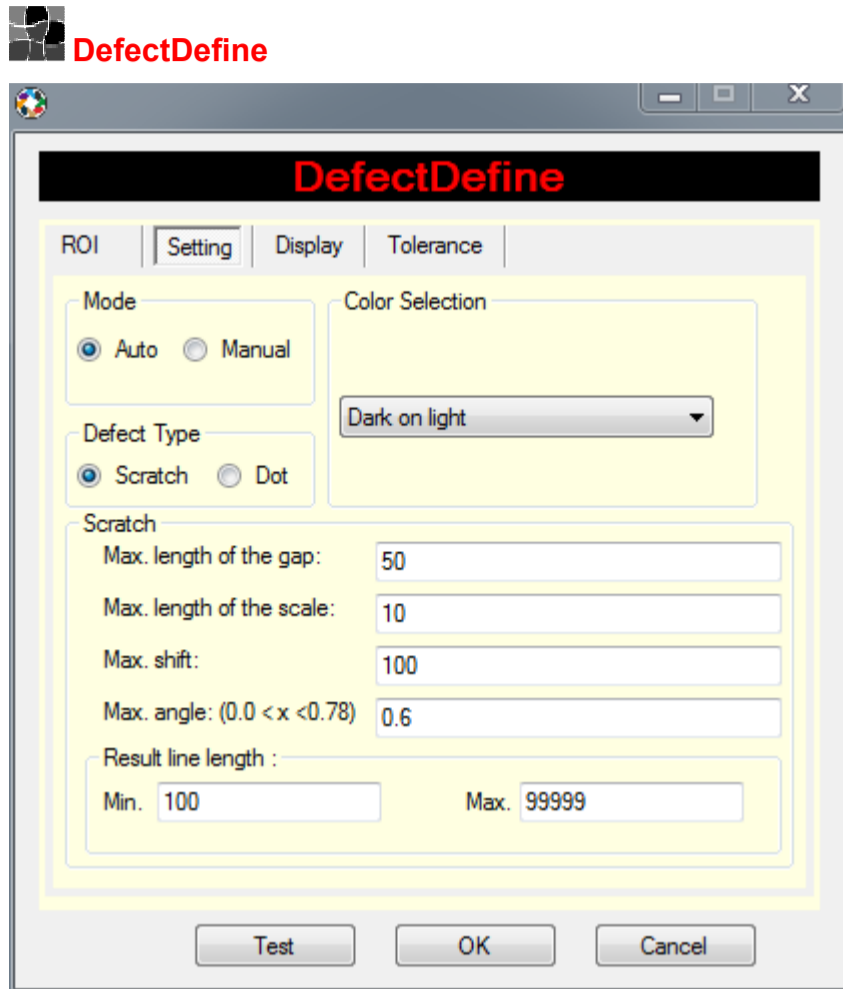 DefectDefine
DefectDefine
ROI Setting Display Tolerance
Mode
Auto Manual
Color Selection
Dark on light
Defect Type
Scratch Dot
Scratch
Max. length of the gap: 50
Max. length of the scale: 10
Max. shift: 100
Max. angle: (0.0 < x <0.78) 0.6
Result line length :
Min. 100 Max. 99999
Test OK Cancel